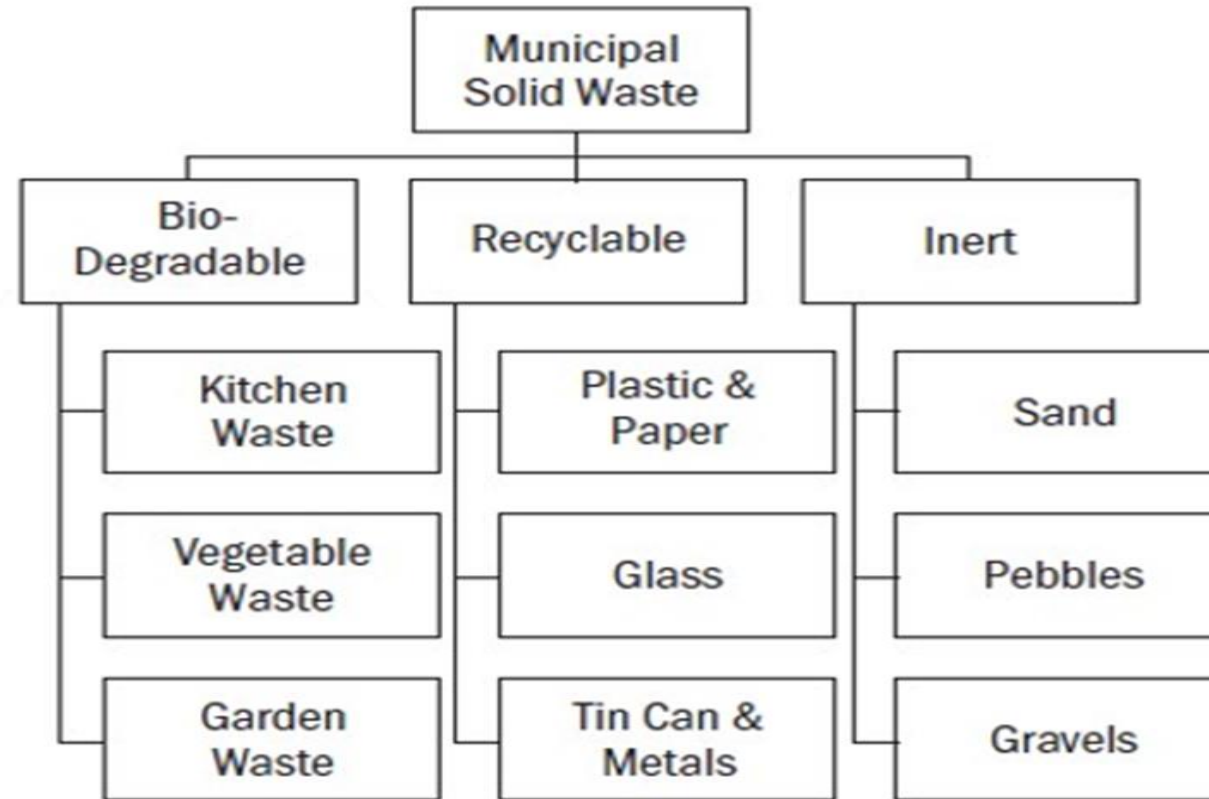 Municipal
Solid Waste
Bio-
Degradable
Recyclable
Inert
Kitchen
Waste
Plastic &
Paper
Sand
Vegetable
Waste
Glass
Pebbles
Garden
Waste
Tin Can &
Metals
Gravels